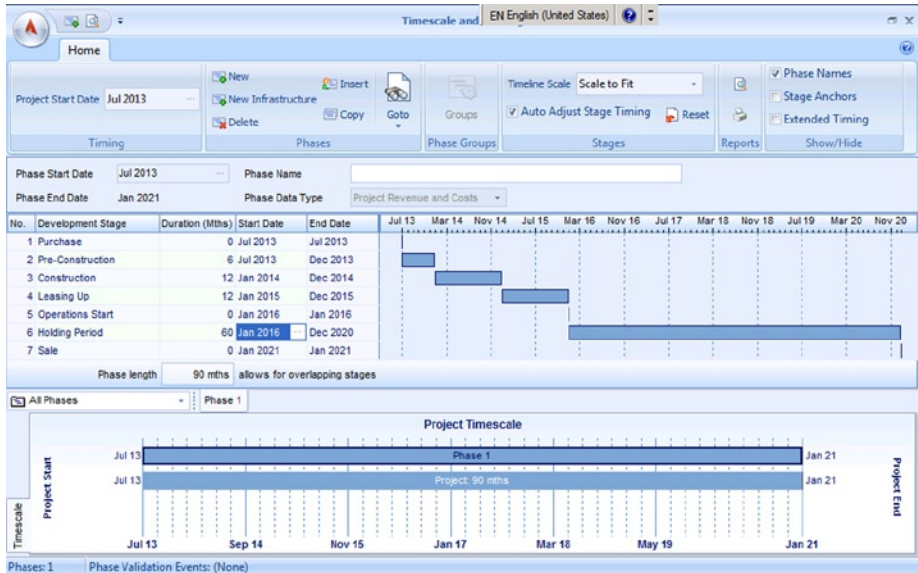 Timescale and
EN English (United States)
Home
Project Start Date Jul 2013
Timing
New
New Infrastructure
Delete
Insert
Copy
Goto
Phases
Groups
Phase Groups
Timeline Scale Scale to Fit
Auto Adjust Stage Timing
Reset
Stages
Reports
Phase Names
Stage Anchors
Extended Timing
Show/Hide
Phase Start Date Jul 2013 Phase Name
Phase End Date Jan 2021 Phase Data Type Project Revenue and Costs
No. Development Stage Duration (Mths) Start Date End Date Jul 13 Mar 14 Nov 14 Jul 15 Mar 16 Nov 16 Jul 17 Mar 18 Nov 18 Jul 19 Mar 20 Nov 20
1 Purchase 0 Jul 2013 Jul 2013
2 Pre-Construction 6 Jul 2013 Dec 2013
3 Construction 12 Jan 2014 Dec 2014
4 Leasing Up 12 Jan 2015 Dec 2015
5 Operations Start 0 Jan 2016 Jan 2016
6 Holding Period 60 Jan 2016 Dec 2020
7 Sale 0 Jan 2021 Jan 2021
Phase length 90 mths allows for overlapping stages
All Phases Phase 1
Project Timescale
Jul 13 Phase 1 Jan 21
Jul 13 Project: 90 mths Jan 21
Project Start
Project End
Timescale
Jul 13 Sep 14 Nov 15 Jan 17 Mar 18 May 19 Jan 21
Phases: 1 Phase Validation Events: (None)